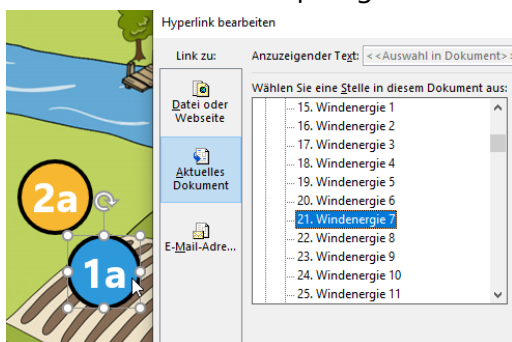 Hyperlink bearbeiten
Link zu:
Anzuzeigender Text: <<Auswahl in Dokument>>
Datei oder
Webseite
Aktuelles
Dokument
E-Mail-Adre...
Wählen Sie eine Stelle in diesem Dokument aus:
15. Windenergie 1
16. Windenergie 2
17. Windenergie 3
18. Windenergie 4
19. Windenergie 5
20. Windenergie 6
21. Windenergie 7
22. Windenergie 8
23. Windenergie 9
24. Windenergie 10
25. Windenergie 11
2a
1a